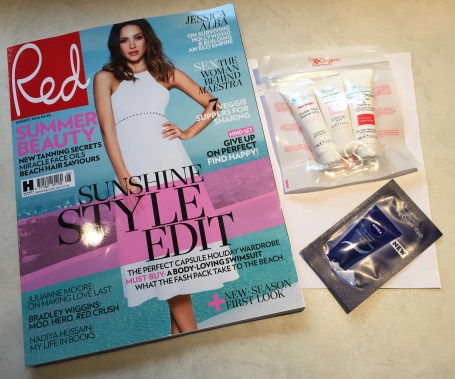 Red
JESSICA
ALBA
ON SURVIVING
HOLLYWOOD
& BUILDING
AN ECO EMPIRE
SEX THE
WOMAN
BEHIND
MAESTRA
VEGGIE
SUPPERS FOR
SHARING
MIND SET:
GIVE UP
ON PERFECT
FIND HAPPY!
SUMMER
BEAUTY
NEW TANNING SECRETS
MIRACLE FACE OILS
BEACH HAIR SAVIOURS
SUNSHINE
STYLE
EDIT
THE PERFECT CAPSULE HOLIDAY WARDROBE
MUST-BUY: A BODY-LOVING SWIMSUIT
WHAT THE FASH PACK TAKE TO THE BEACH
+NEW-SEASON
FIRST LOOK
JULIANNE MOORE:
ON MAKING LOVE LAST
BRADLEY WIGGINS:
MOD, HERO, RED CRUSH
NADIYA HUSSAIN:
MY LIFE IN BOOKS
NIVEA